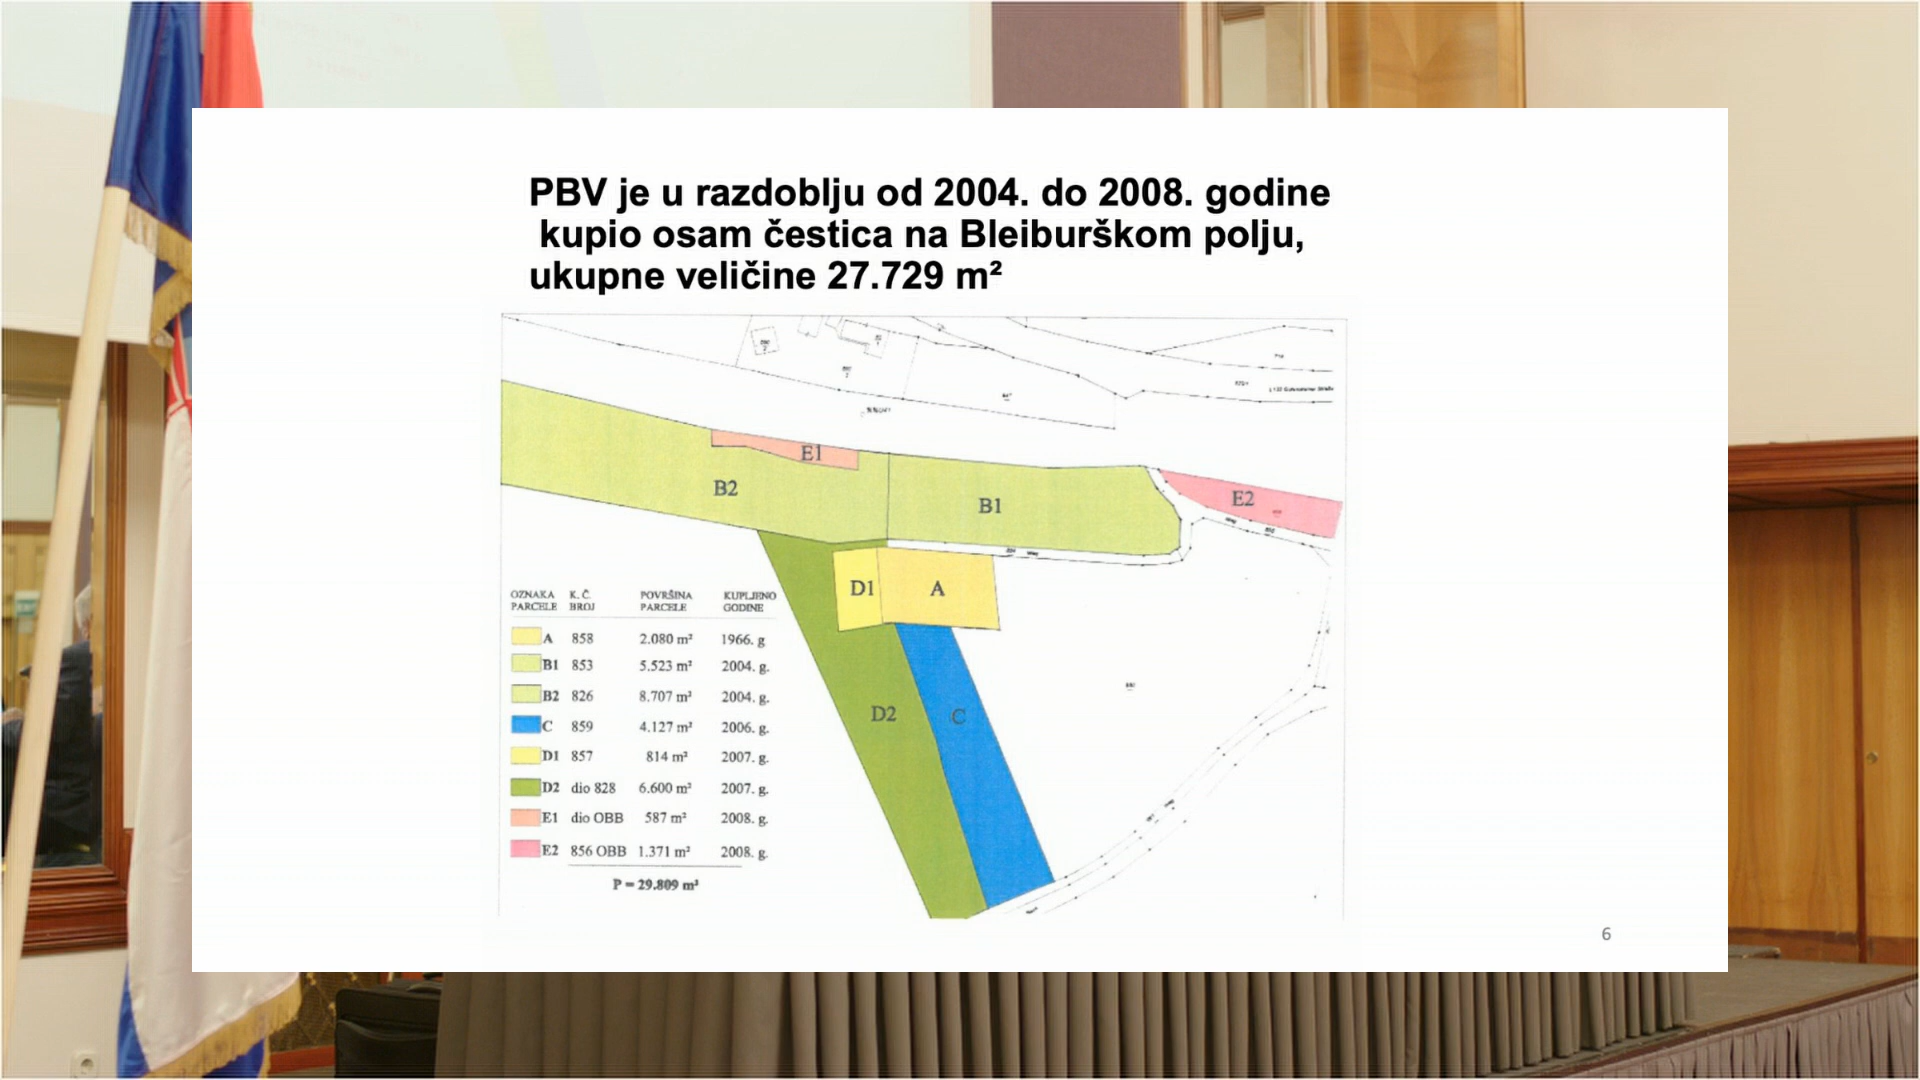 PBV je u razdoblju od 2004. do 2008. godine
kupio osam čestica na Bleiburškom polju,
ukupne veličine 27.729 m²
E1
B2
B1
E2
D1
A
D2
C
OZNAKA PARCELE K. Č. BROJ POVRŠINA PARCELE KUPLJENO GODINE
A 858 2.080 m² 1966. g
B1 853 5.523 m² 2004. g.
B2 826 8.707 m² 2004. g.
C 859 4.127 m² 2006. g.
D1 857 814 m² 2007. g.
D2 dio 828 6.600 m² 2007. g.
E1 dio OBB 587 m² 2008. g.
E2 856 OBB 1.371 m² 2008. g.
P = 29.809 m²
6